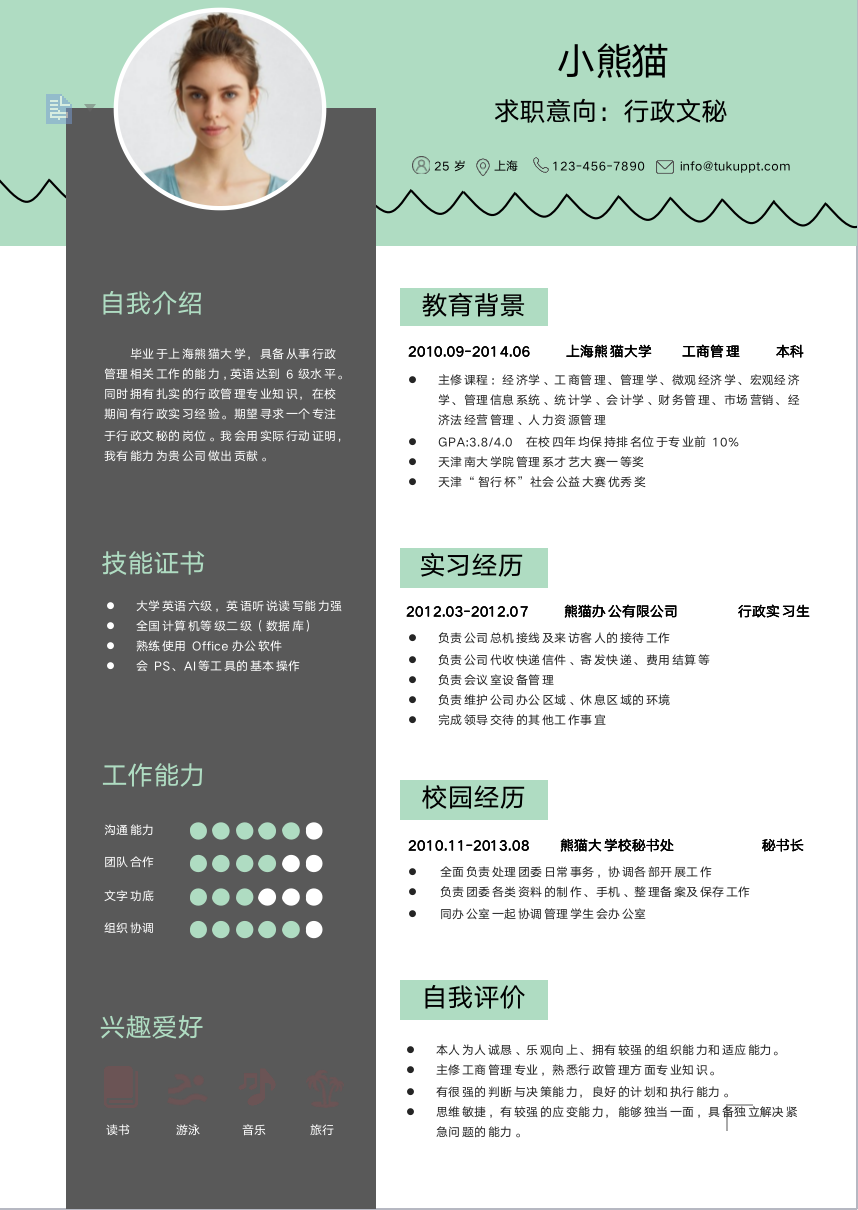 小熊猫
求职意向：行政文秘
25 岁 上海 123-456-7890 info@tukuppt.com
自我介绍
毕业于上海熊猫大学，具备从事行政
管理相关工作的能力,英语达到 6 级水平。
同时拥有扎实的行政管理专业知识，在校
期间有行政实习经验。期望寻求一个专注
于行政文秘的岗位。我会用实际行动证明，
我有能力为贵公司做出贡献。
技能证书
● 大学英语六级，英语听说读写能力强
● 全国计算机等级二级（数据库）
● 熟练使用 Office 办公软件
● 会 PS、AI等工具的基本操作
工作能力
沟通能力
团队合作
文字功底
组织协调
兴趣爱好
读书 游泳 音乐 旅行
教育背景
2010.09-2014.06 上海熊猫大学 工商管理 本科
● 主修课程：经济学、工商管理、管理学、微观经济学、宏观经济
学、管理信息系统、统计学、会计学、财务管理、市场营销、经
济法经营管理、人力资源管理
● GPA:3.8/4.0 在校四年均保持排名位于专业前 10%
● 天津南大学院管理系才艺大赛一等奖
● 天津“智行杯”社会公益大赛优秀奖
实习经历
2012.03-2012.07 熊猫办公有限公司 行政实习生
● 负责公司总机接线及来访客人的接待工作
● 负责公司代收快递信件、寄发快递、费用结算等
● 负责会议室设备管理
● 负责维护公司办公区域、休息区域的环境
● 完成领导交待的其他工作事宜
校园经历
2010.11-2013.08 熊猫大学校秘书处 秘书长
● 全面负责处理团委日常事务，协调各部开展工作
● 负责团委各类资料的制作、手机、整理备案及保存工作
● 同办公室一起协调管理学生会办公室
自我评价
● 本人为人诚恳、乐观向上、拥有较强的组织能力和适应能力。
● 主修工商管理专业，熟悉行政管理方面专业知识。
● 有很强的判断与决策能力，良好的计划和执行能力。
● 思维敏捷，有较强的应变能力，能够独当一面，具备独立解决紧
急问题的能力。